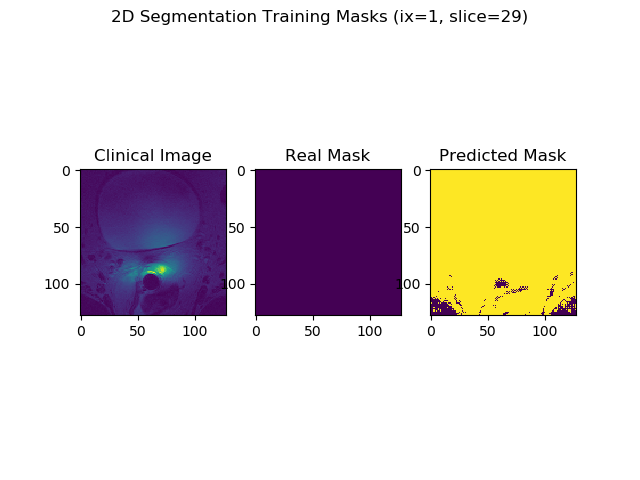 2D Segmentation Training Masks (ix=1, slice=29)
Clinical Image Real Mask Predicted Mask
0 0 0
50 50 50
100 100 100
0 50 100 0 50 100 0 50 100